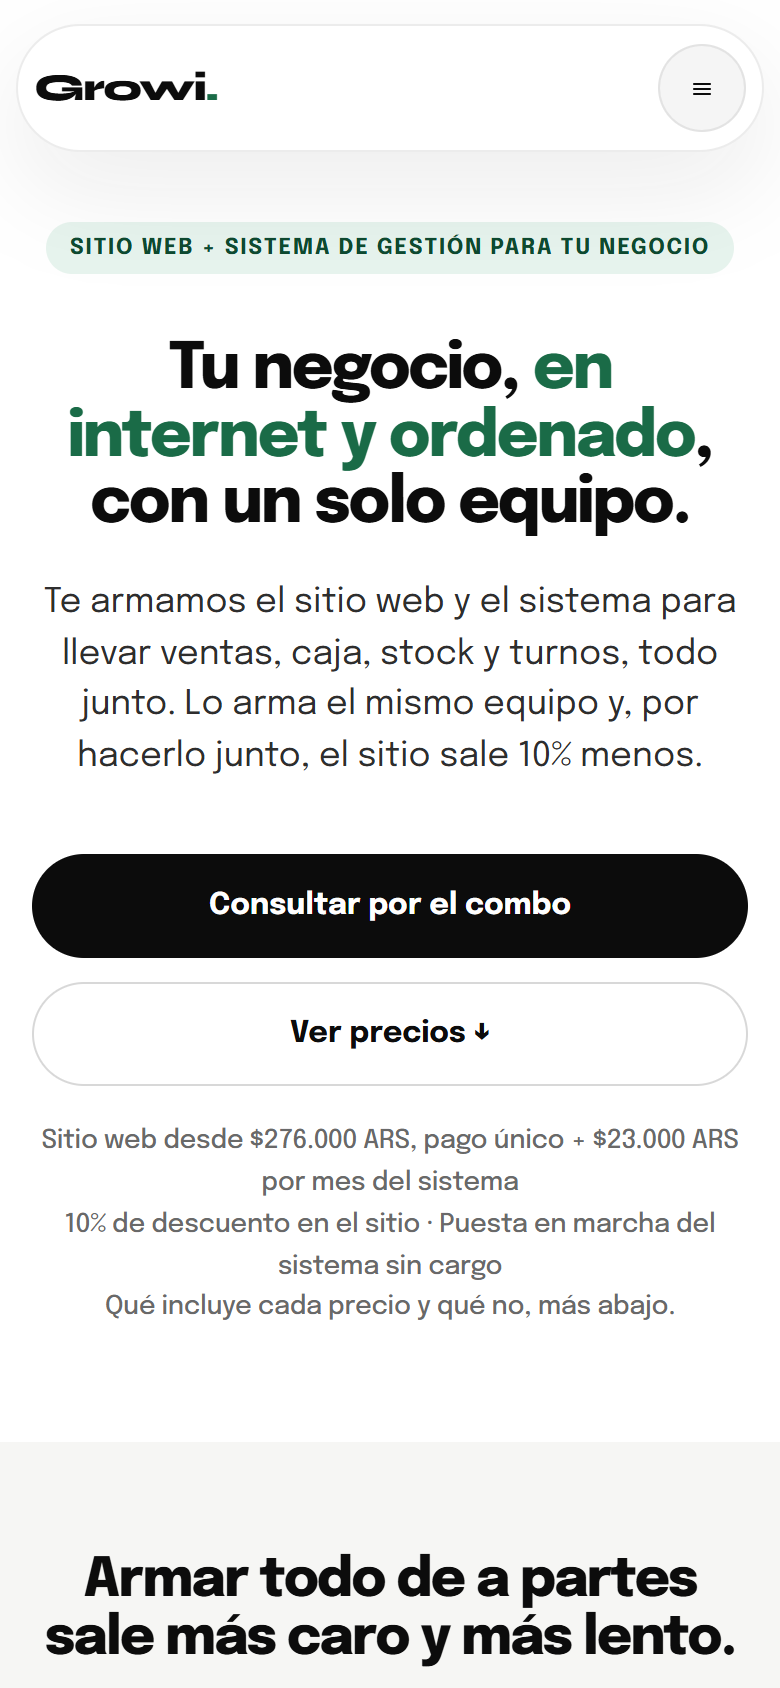 Growi.
SITIO WEB + SISTEMA DE GESTIÓN PARA TU NEGOCIO
Tu negocio, en
internet y ordenado,
con un solo equipo.
Te armamos el sitio web y el sistema para
llevar ventas, caja, stock y turnos, todo
junto. Lo arma el mismo equipo y, por
hacerlo junto, el sitio sale 10% menos.
Consultar por el combo
Ver precios ↓
Sitio web desde $276.000 ARS, pago único + $23.000 ARS
por mes del sistema
10% de descuento en el sitio · Puesta en marcha del
sistema sin cargo
Qué incluye cada precio y qué no, más abajo.
Armar todo de a partes
sale más caro y más lento.